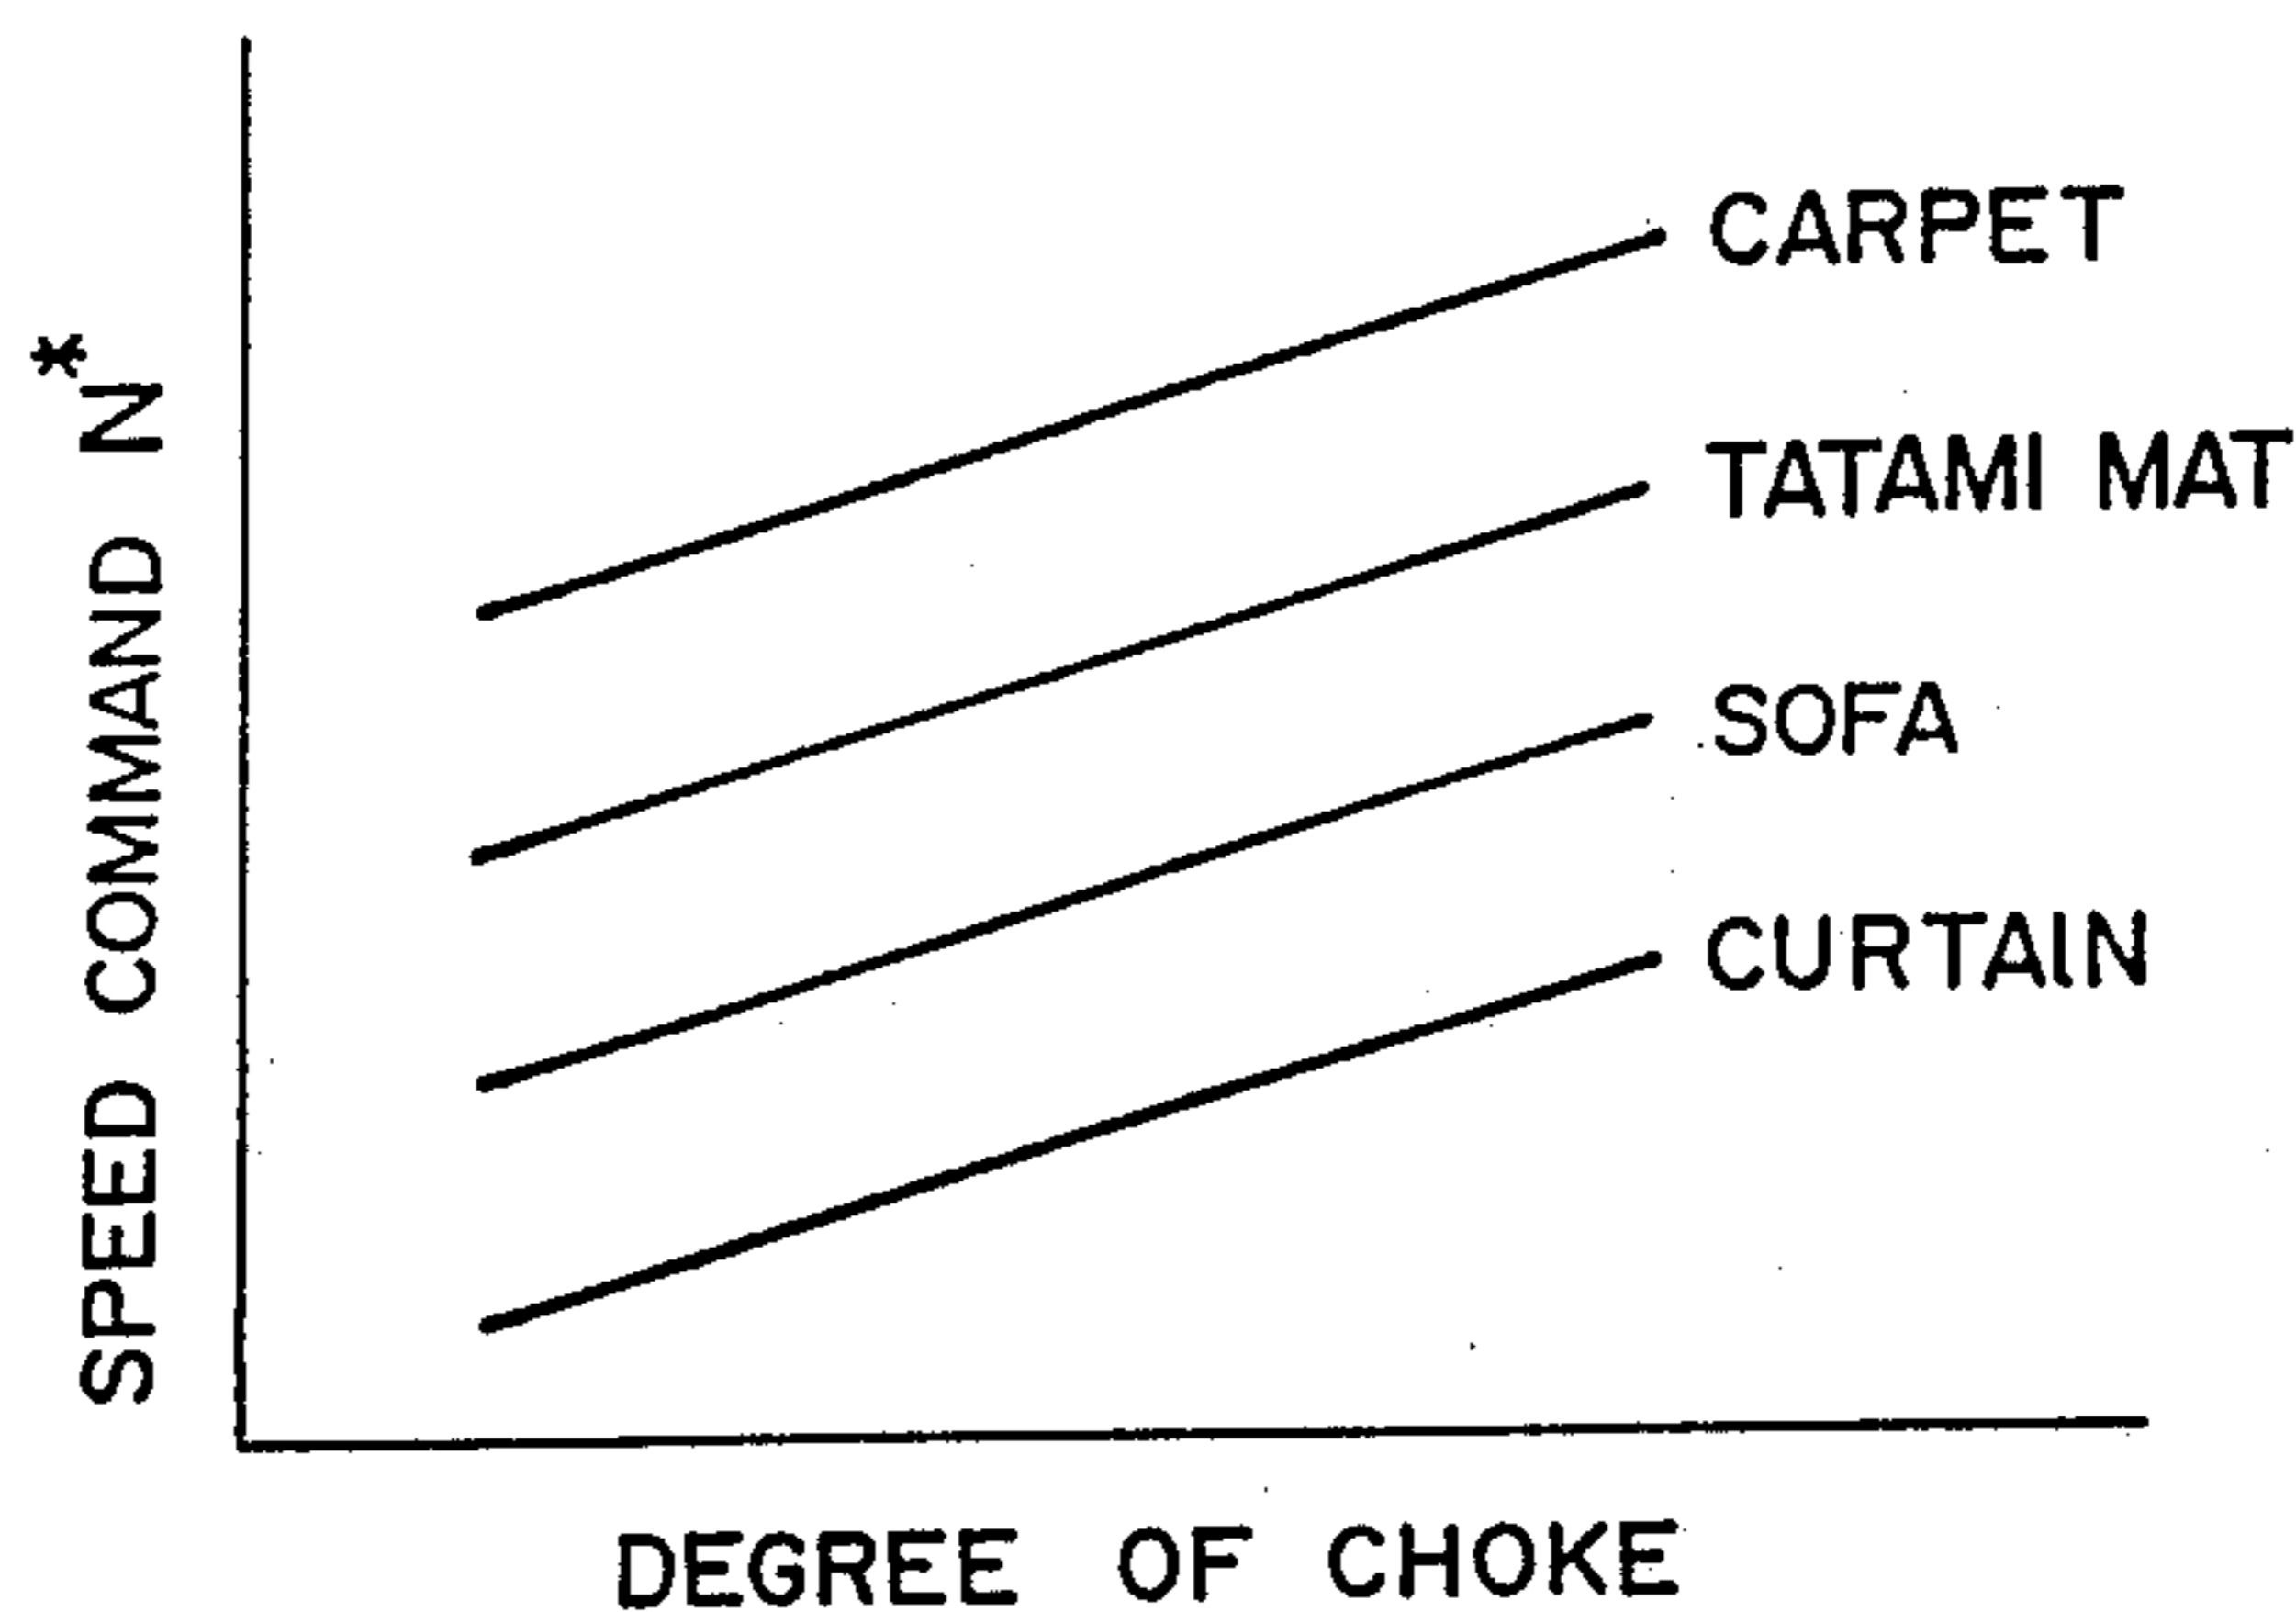 SPEED COMMAND N*
CARPET
TATAMI MAT
SOFA
CURTAIN
DEGREE OF CHOKE